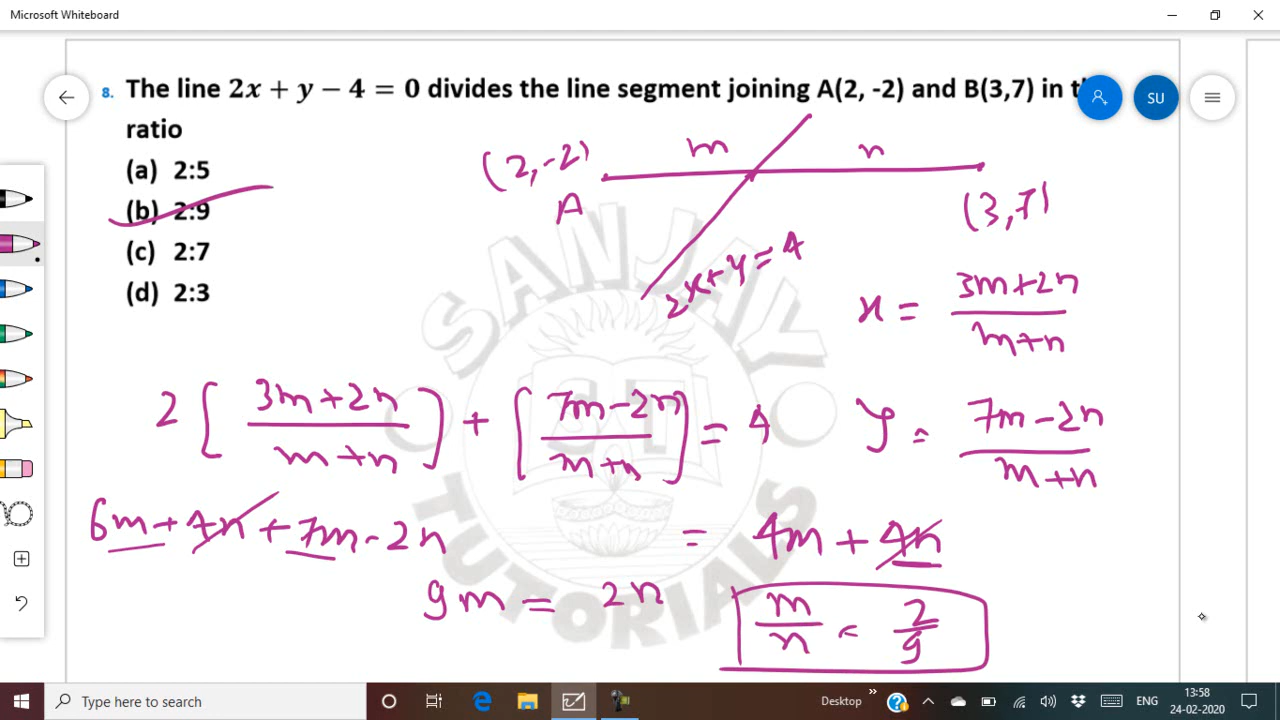 Microsoft Whiteboard
8. The line 2x + y − 4 = 0 divides the line segment joining A(2, -2) and B(3,7) in t
SU
ratio
(a) 2:5
(b) 2:9
(c) 2:7
(d) 2:3
(2,-2)
m
n
A
(3,7)
2x+y=4
x = 3m+2n / m+n
2 [ 3m+2n / m+n ] + [ 7m-2n / m+n ] = 4
y = 7m-2n / m+n
6m+4n+7m-2n = 4m+4n
9m = 2n
m/n = 2/9
SANJAY
ST
TUTORIALS
Type here to search
Desktop
ENG
13:58
24-02-2020